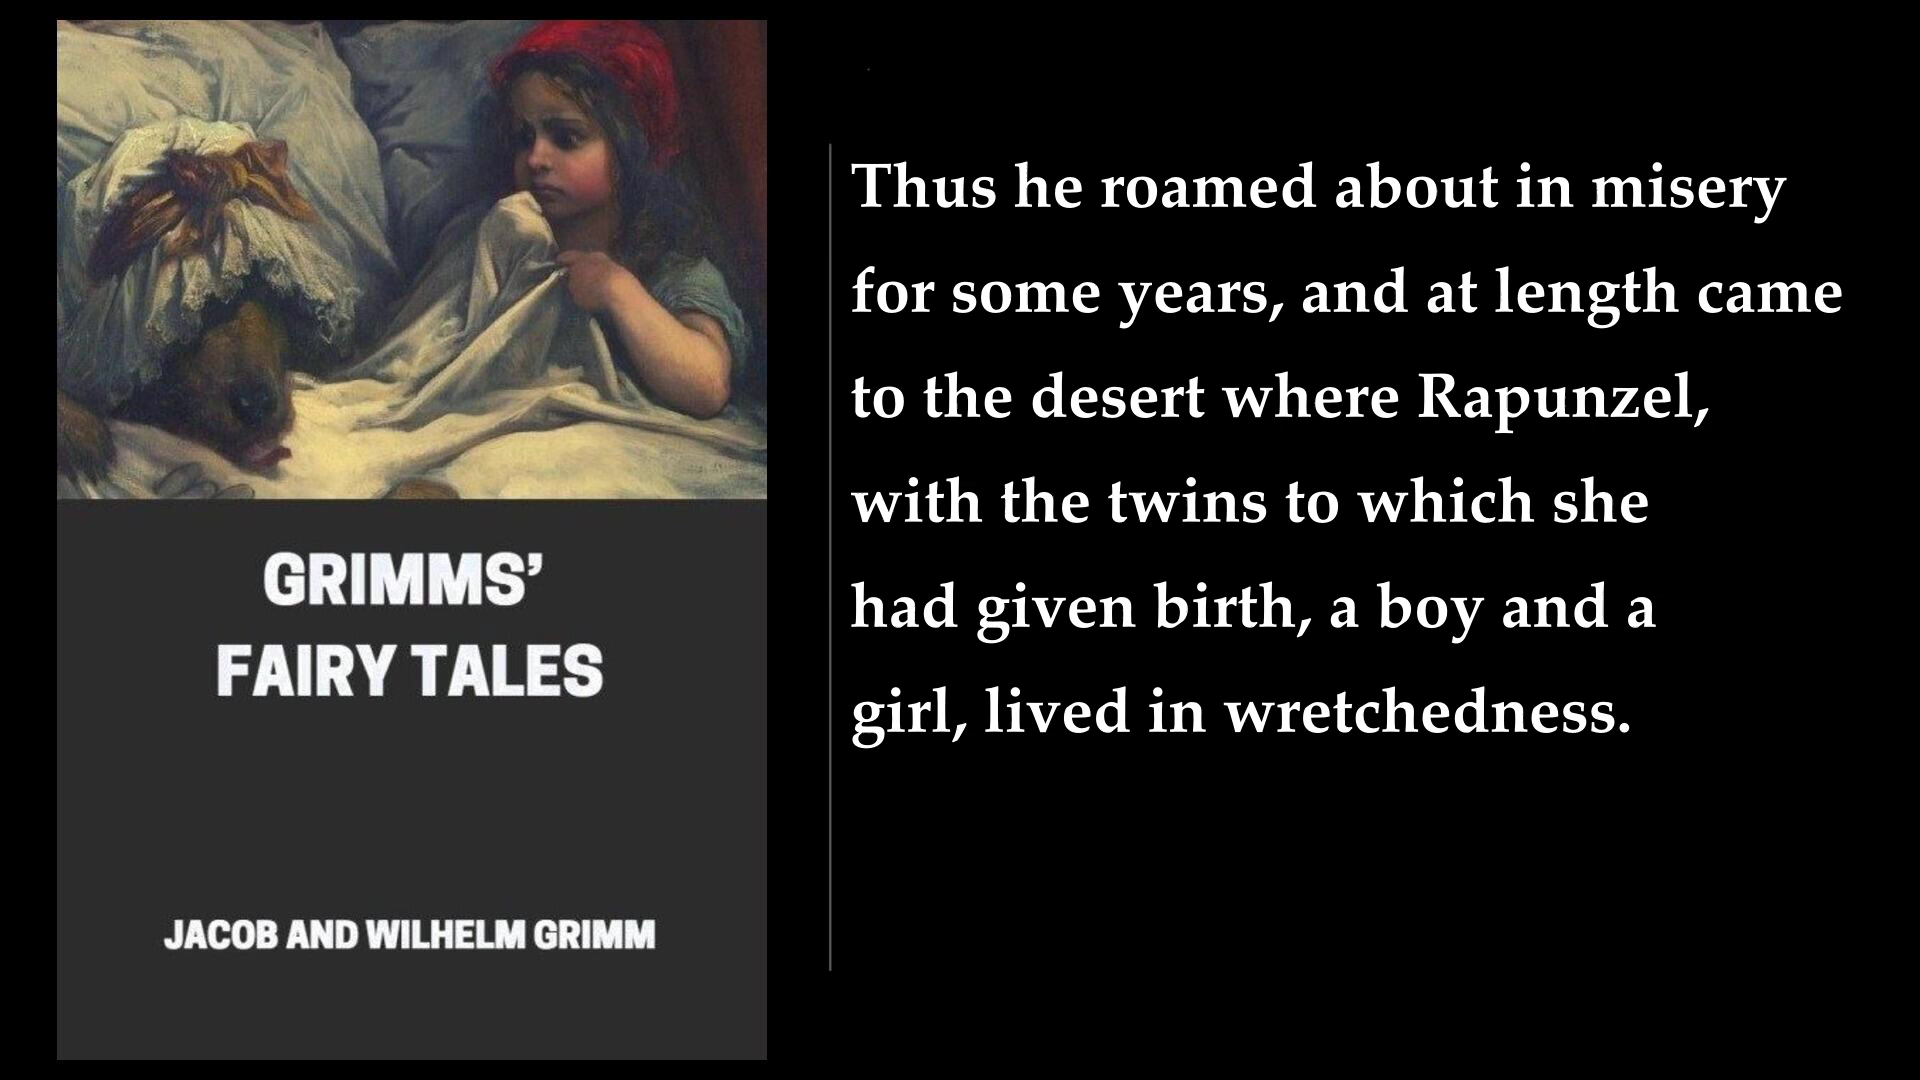 GRIMMS’
FAIRY TALES
JACOB AND WILHELM GRIMM
Thus he roamed about in misery
for some years, and at length came
to the desert where Rapunzel,
with the twins to which she
had given birth, a boy and a
girl, lived in wretchedness.